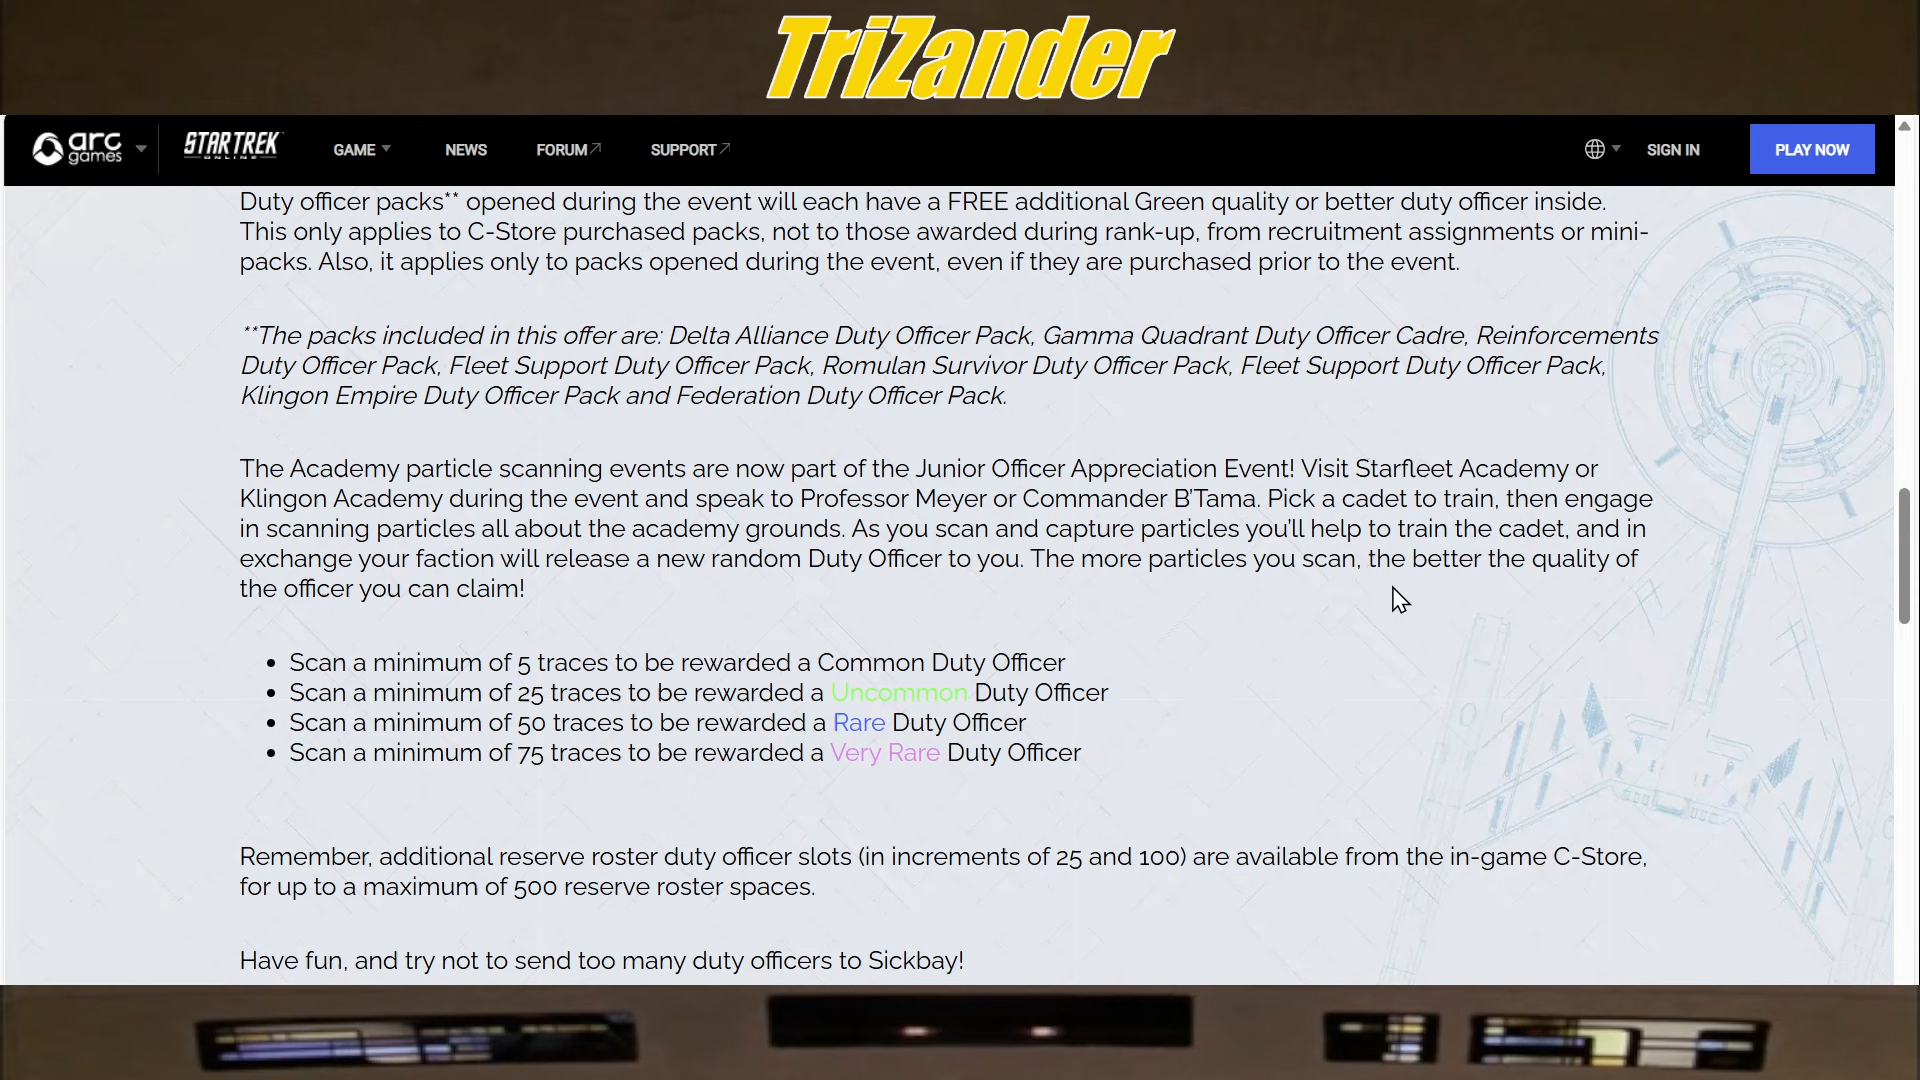 TriZander
arc games
STAR TREK ONLINE
GAME
NEWS
FORUM
SUPPORT
SIGN IN
PLAY NOW
Duty officer packs** opened during the event will each have a FREE additional Green quality or better duty officer inside.
This only applies to C-Store purchased packs, not to those awarded during rank-up, from recruitment assignments or mini-
packs. Also, it applies only to packs opened during the event, even if they are purchased prior to the event.
**The packs included in this offer are: Delta Alliance Duty Officer Pack, Gamma Quadrant Duty Officer Cadre, Reinforcements
Duty Officer Pack, Fleet Support Duty Officer Pack, Romulan Survivor Duty Officer Pack, Fleet Support Duty Officer Pack,
Klingon Empire Duty Officer Pack and Federation Duty Officer Pack.
The Academy particle scanning events are now part of the Junior Officer Appreciation Event! Visit Starfleet Academy or
Klingon Academy during the event and speak to Professor Meyer or Commander B'Tama. Pick a cadet to train, then engage
in scanning particles all about the academy grounds. As you scan and capture particles you'll help to train the cadet, and in
exchange your faction will release a new random Duty Officer to you. The more particles you scan, the better the quality of
the officer you can claim!
• Scan a minimum of 5 traces to be rewarded a Common Duty Officer
• Scan a minimum of 25 traces to be rewarded a Uncommon Duty Officer
• Scan a minimum of 50 traces to be rewarded a Rare Duty Officer
• Scan a minimum of 75 traces to be rewarded a Very Rare Duty Officer
Remember, additional reserve roster duty officer slots (in increments of 25 and 100) are available from the in-game C-Store,
for up to a maximum of 500 reserve roster spaces.
Have fun, and try not to send too many duty officers to Sickbay!